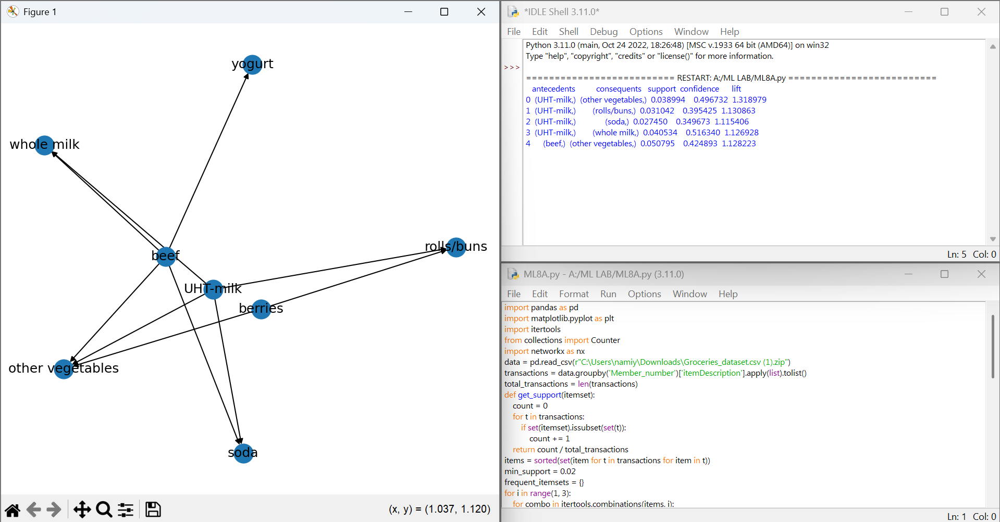 Figure 1
yogurt
whole milk
rolls/buns
beef
UHT-milk
berries
other vegetables
soda
(x, y) = (1.037, 1.120)
*IDLE Shell 3.11.0*
File Edit Shell Debug Options Window Help
Python 3.11.0 (main, Oct 24 2022, 18:26:48) [MSC v.1933 64 bit (AMD64)] on win32
Type "help", "copyright", "credits" or "license()" for more information.
>>>
========================== RESTART: A:/ML LAB/ML8A.py ==========================
antecedents consequents support confidence lift
0 (UHT-milk,) (other vegetables,) 0.038994 0.496732 1.318979
1 (UHT-milk,) (rolls/buns,) 0.031042 0.395425 1.130863
2 (UHT-milk,) (soda,) 0.027450 0.349673 1.115406
3 (UHT-milk,) (whole milk,) 0.040534 0.516340 1.126928
4 (beef,) (other vegetables,) 0.050795 0.424893 1.128223
Ln: 5 Col: 0
ML8A.py - A:/ML LAB/ML8A.py (3.11.0)
File Edit Format Run Options Window Help
import pandas as pd
import matplotlib.pyplot as plt
import itertools
from collections import Counter
import networkx as nx
data = pd.read_csv(r"C:\Users\namiy\Downloads\Groceries_dataset.csv (1).zip")
transactions = data.groupby('Member_number')['itemDescription'].apply(list).tolist()
total_transactions = len(transactions)
def get_support(itemset):
count = 0
for t in transactions:
if set(itemset).issubset(set(t)):
count += 1
return count / total_transactions
items = sorted(set(item for t in transactions for item in t))
min_support = 0.02
frequent_itemsets = {}
for i in range(1, 3):
for combo in itertools.combinations(items, i):
Ln: 1 Col: 0